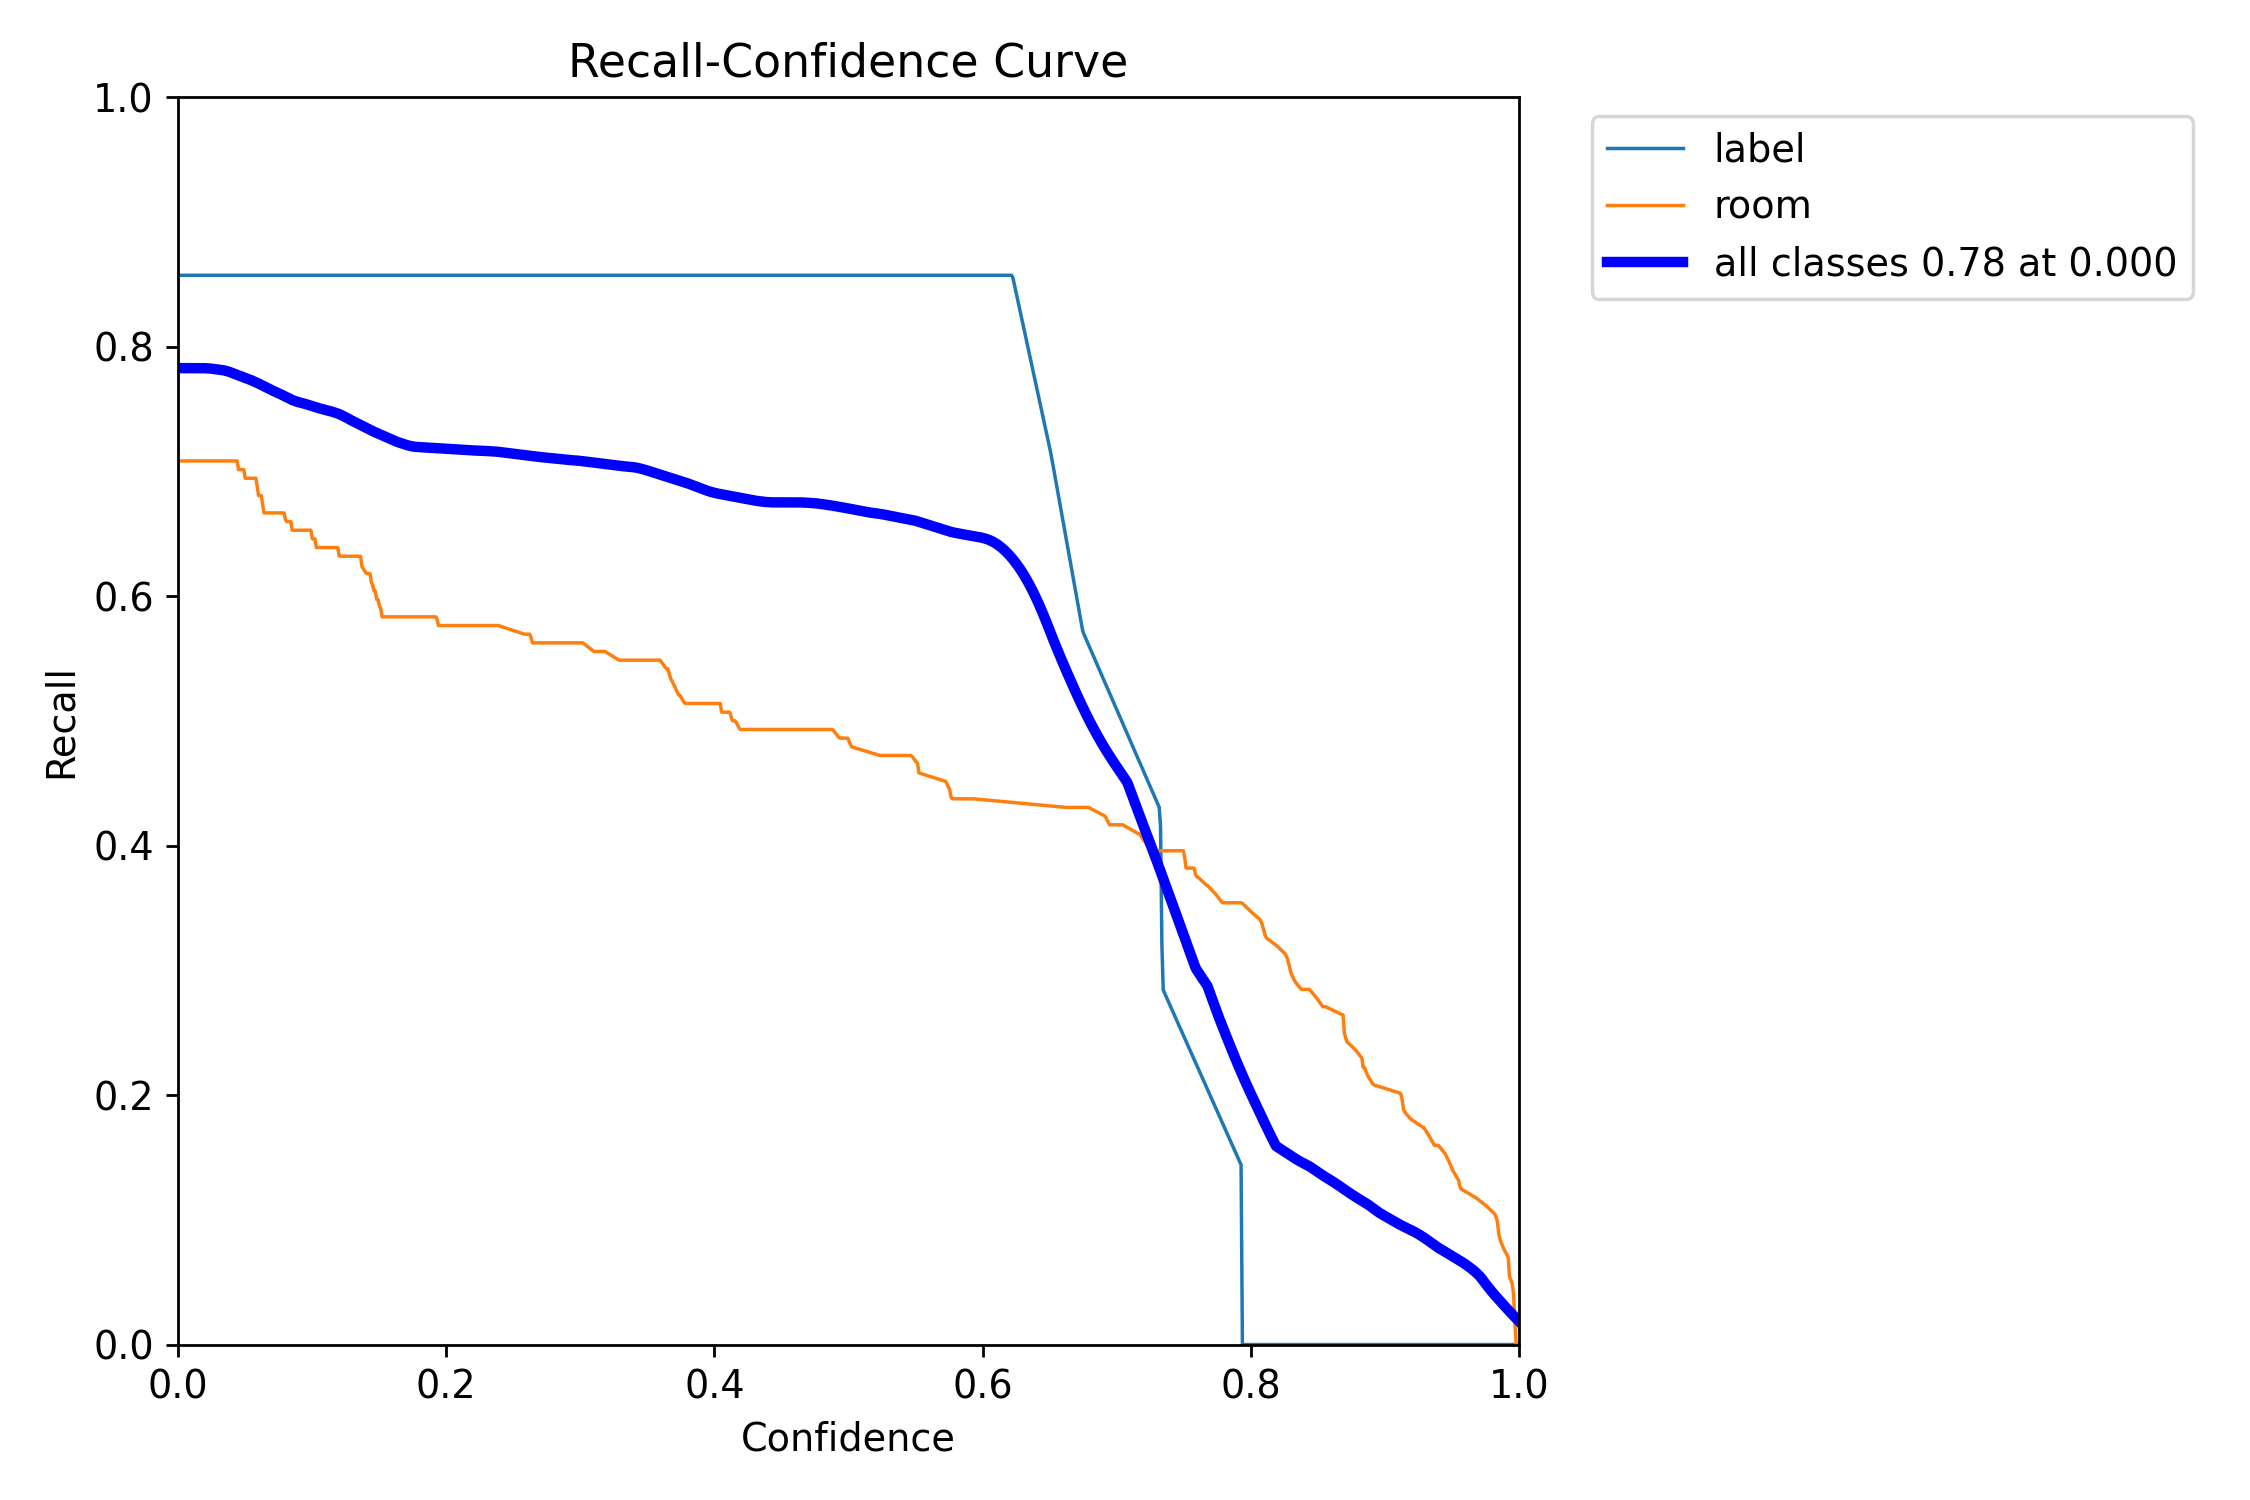 Recall-Confidence Curve
1.0
0.8
0.6
0.4
0.2
0.0
Recall
0.0 0.2 0.4 0.6 0.8 1.0
Confidence
label
room
all classes 0.78 at 0.000